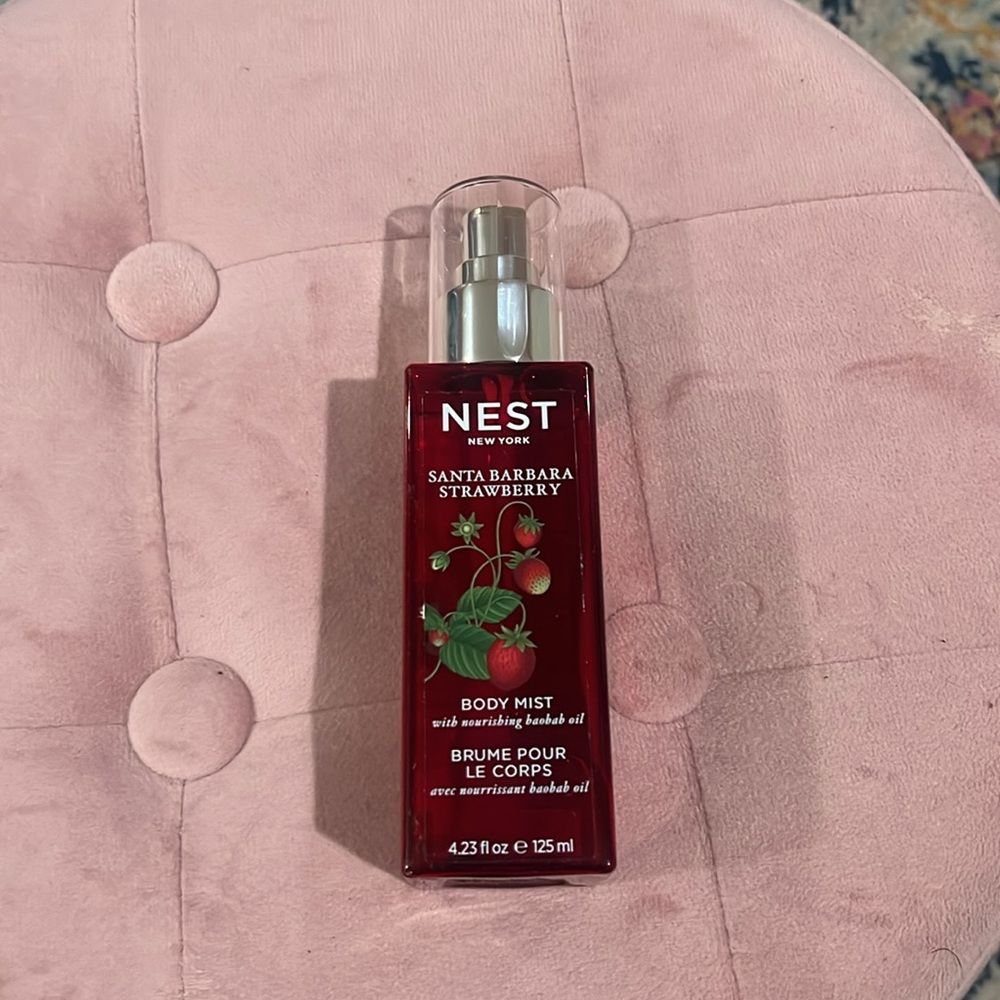 NEST
NEW YORK
SANTA BARBARA
STRAWBERRY
BODY MIST
with nourishing baobab oil
BRUME POUR
LE CORPS
avec nourrissant baobab oil
4.23 fl oz ℮ 125 ml